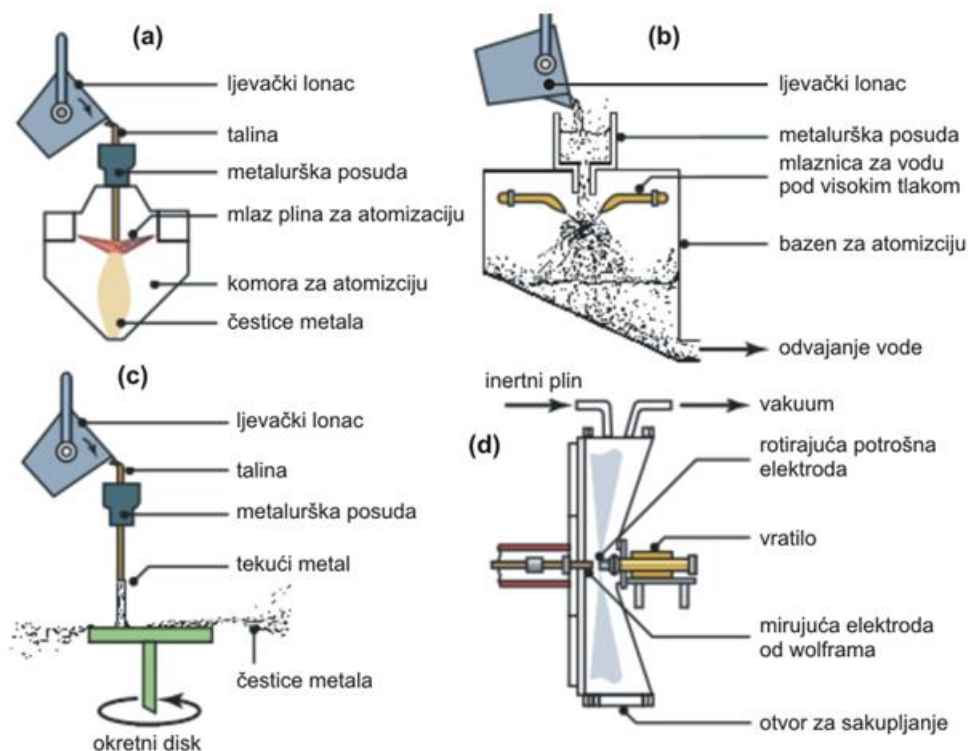 (a)
ljevački lonac
talina
metalurška posuda
mlaz plina za atomizaciju
komora za atomizciju
čestice metala
(b)
ljevački lonac
metalurška posuda
mlaznica za vodu
pod visokim tlakom
bazen za atomizciju
odvajanje vode
(c)
ljevački lonac
talina
metalurška posuda
tekući metal
čestice metala
okretni disk
(d)
inertni plin
vakuum
rotirajuća potrošna
elektroda
vratilo
mirujuća elektroda
od wolframa
otvor za sakupljanje